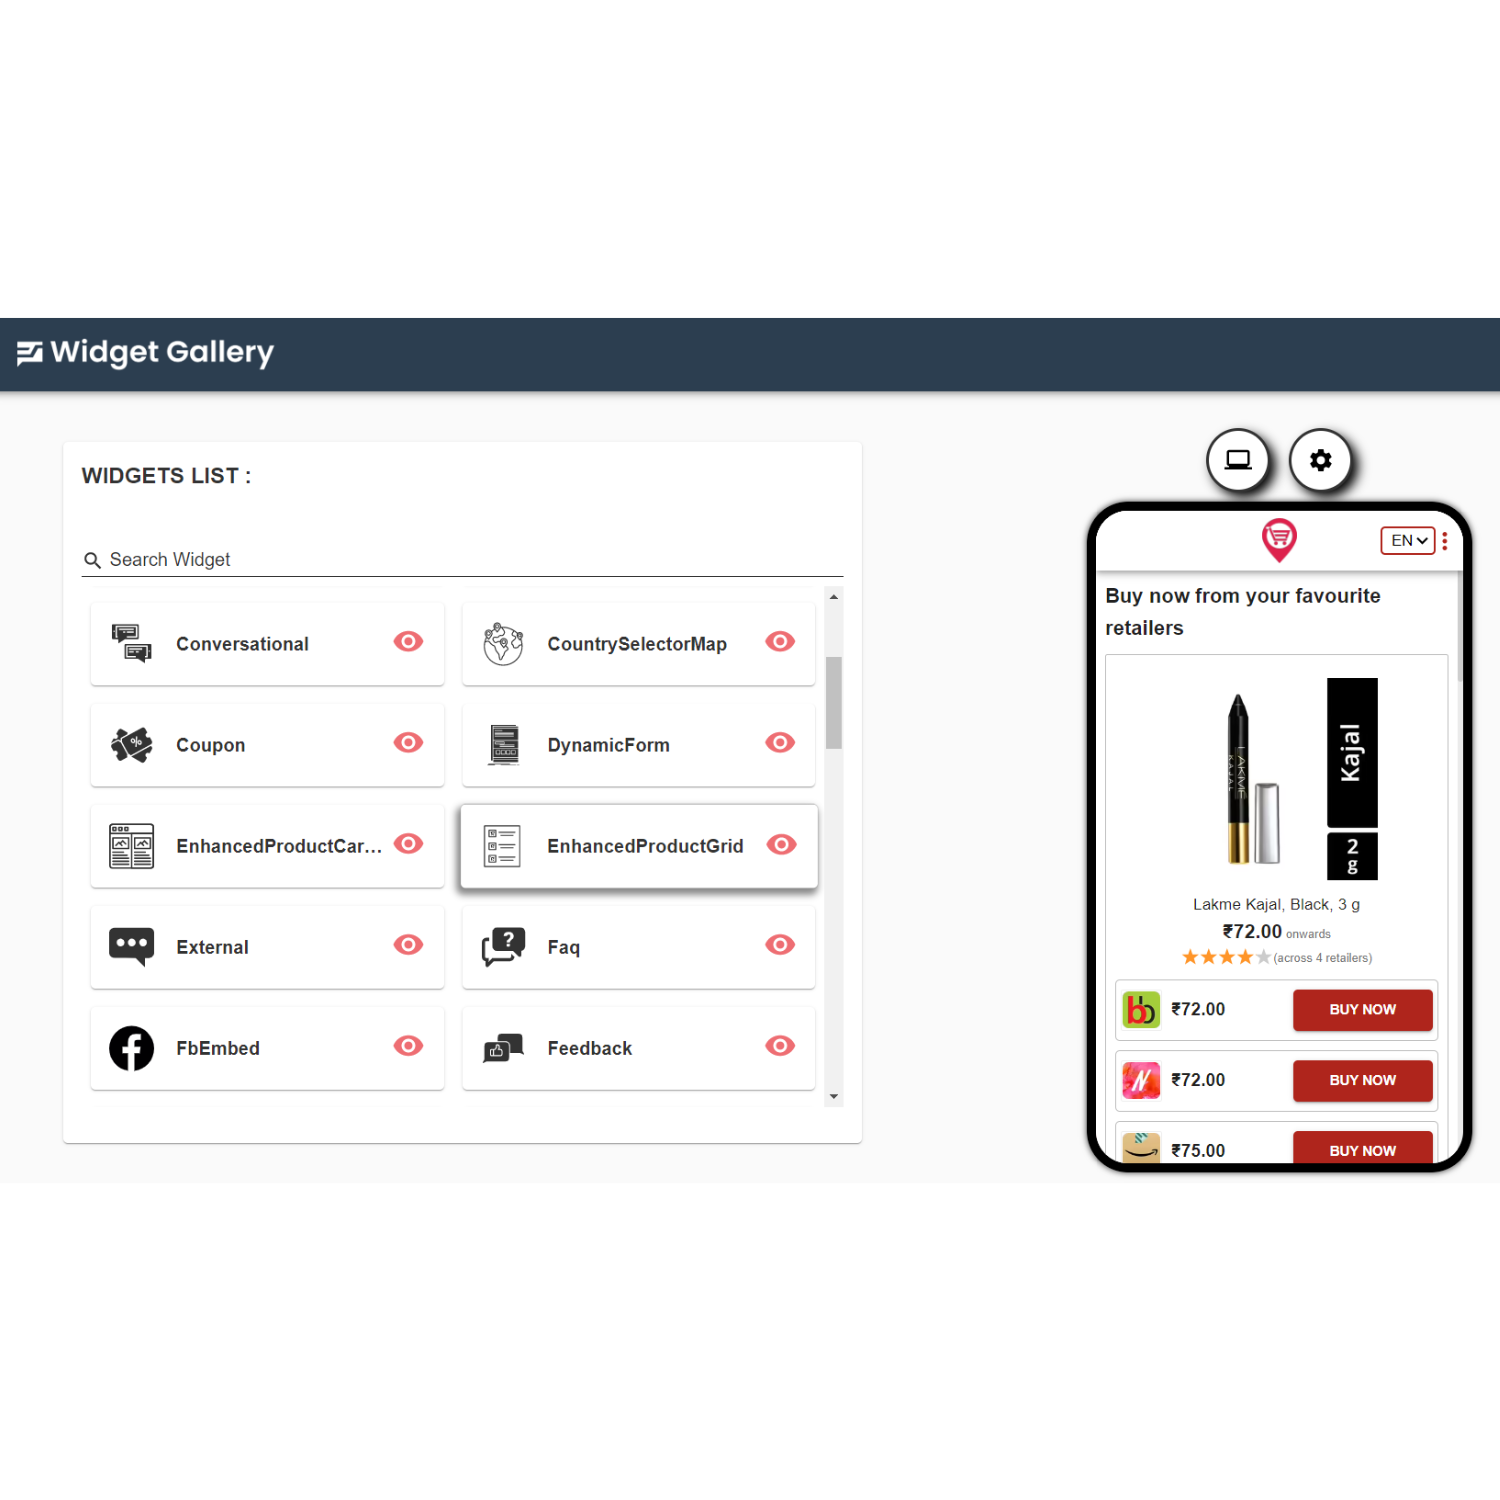 Widget Gallery
WIDGETS LIST :
Search Widget
Conversational
CountrySelectorMap
Coupon
%
DynamicForm
EnhancedProductCar...
EnhancedProductGrid
External
?
Faq
FbEmbed
Feedback
EN
Buy now from your favourite
retailers
LAKMÉ
KAJAL
Kajal
2
g
Lakme Kajal, Black, 3 g
₹72.00 onwards
(across 4 retailers)
bb
₹72.00
BUY NOW
N
₹72.00
BUY NOW
₹75.00
BUY NOW